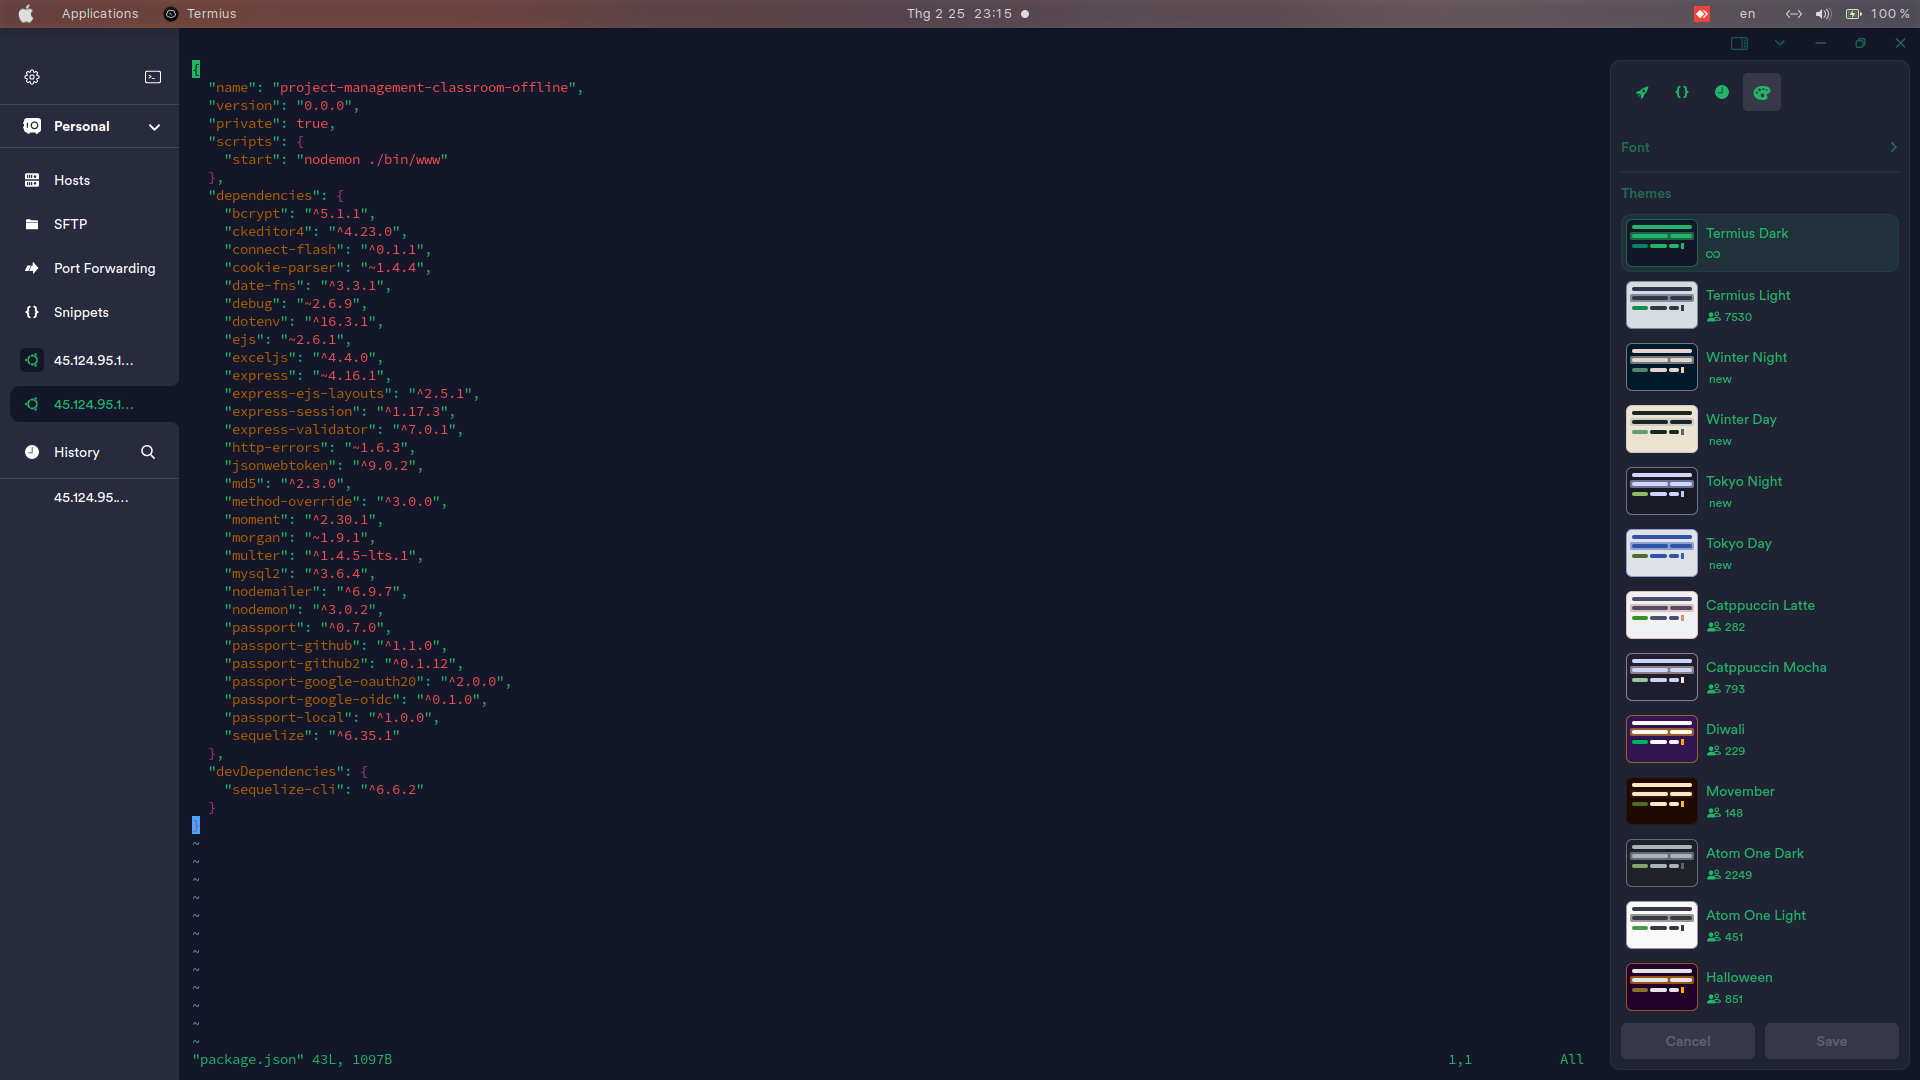 Applications
Termius
Thg 2 25 23:15
en
100 %
Personal
Hosts
SFTP
Port Forwarding
Snippets
45.124.95.1...
45.124.95.1...
History
45.124.95....
{
"name": "project-management-classroom-offline",
"version": "0.0.0",
"private": true,
"scripts": {
"start": "nodemon ./bin/www"
},
"dependencies": {
"bcrypt": "^5.1.1",
"ckeditor4": "^4.23.0",
"connect-flash": "^0.1.1",
"cookie-parser": "~1.4.4",
"date-fns": "^3.3.1",
"debug": "~2.6.9",
"dotenv": "^16.3.1",
"ejs": "~2.6.1",
"exceljs": "^4.4.0",
"express": "~4.16.1",
"express-ejs-layouts": "^2.5.1",
"express-session": "^1.17.3",
"express-validator": "^7.0.1",
"http-errors": "~1.6.3",
"jsonwebtoken": "^9.0.2",
"md5": "^2.3.0",
"method-override": "^3.0.0",
"moment": "^2.30.1",
"morgan": "~1.9.1",
"multer": "^1.4.5-lts.1",
"mysql2": "^3.6.4",
"nodemailer": "^6.9.7",
"nodemon": "^3.0.2",
"passport": "^0.7.0",
"passport-github": "^1.1.0",
"passport-github2": "^0.1.12",
"passport-google-oauth20": "^2.0.0",
"passport-google-oidc": "^0.1.0",
"passport-local": "^1.0.0",
"sequelize": "^6.35.1"
},
"devDependencies": {
"sequelize-cli": "^6.6.2"
}
}
~
~
~
~
~
~
~
~
~
~
~
~
"package.json" 43L, 1097B
1,1
All
Font
Themes
Termius Dark
∞
Termius Light
7530
Winter Night
new
Winter Day
new
Tokyo Night
new
Tokyo Day
new
Catppuccin Latte
282
Catppuccin Mocha
793
Diwali
229
Movember
148
Atom One Dark
2249
Atom One Light
451
Halloween
851
Cancel
Save